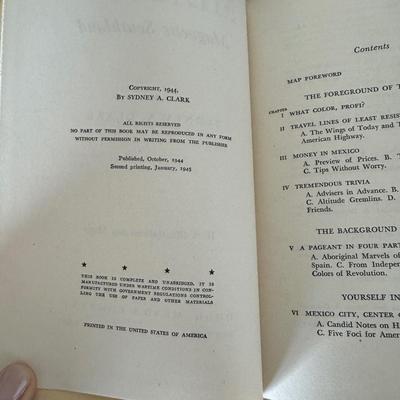 COPYRIGHT, 1944,
BY SYDNEY A. CLARK
ALL RIGHTS RESERVED
NO PART OF THIS BOOK MAY BE REPRODUCED IN ANY FORM
WITHOUT PERMISSION IN WRITING FROM THE PUBLISHER
Published, October, 1944
Second printing, January, 1945
THIS BOOK IS COMPLETE AND UNABRIDGED. IT IS
MANUFACTURED UNDER WARTIME CONDITIONS IN CON-
FORMITY WITH GOVERNMENT REGULATIONS CONTROL-
LING THE USE OF PAPER AND OTHER MATERIALS
PRINTED IN THE UNITED STATES OF AMERICA
Contents
MAP FOREWORD
THE FOREGROUND OF T
CHAPTER
I WHAT COLOR, PROFI?
II TRAVEL LINES OF LEAST RESIS
A. The Wings of Today and T
American Highway.
III MONEY IN MEXICO
A. Preview of Prices. B. T
C. Tips Without Worry.
IV TREMENDOUS TRIVIA
A. Advisers in Advance. B.
C. Altitude Gremlins. D.
Friends.
THE BACKGROUND
V A PAGEANT IN FOUR PART
A. Aboriginal Marvels of
Spain. C. From Indepen
Colors of Revolution.
YOURSELF IN
VI MEXICO CITY, CENTER O
A. Candid Notes on H
C. Five Foci for Amer